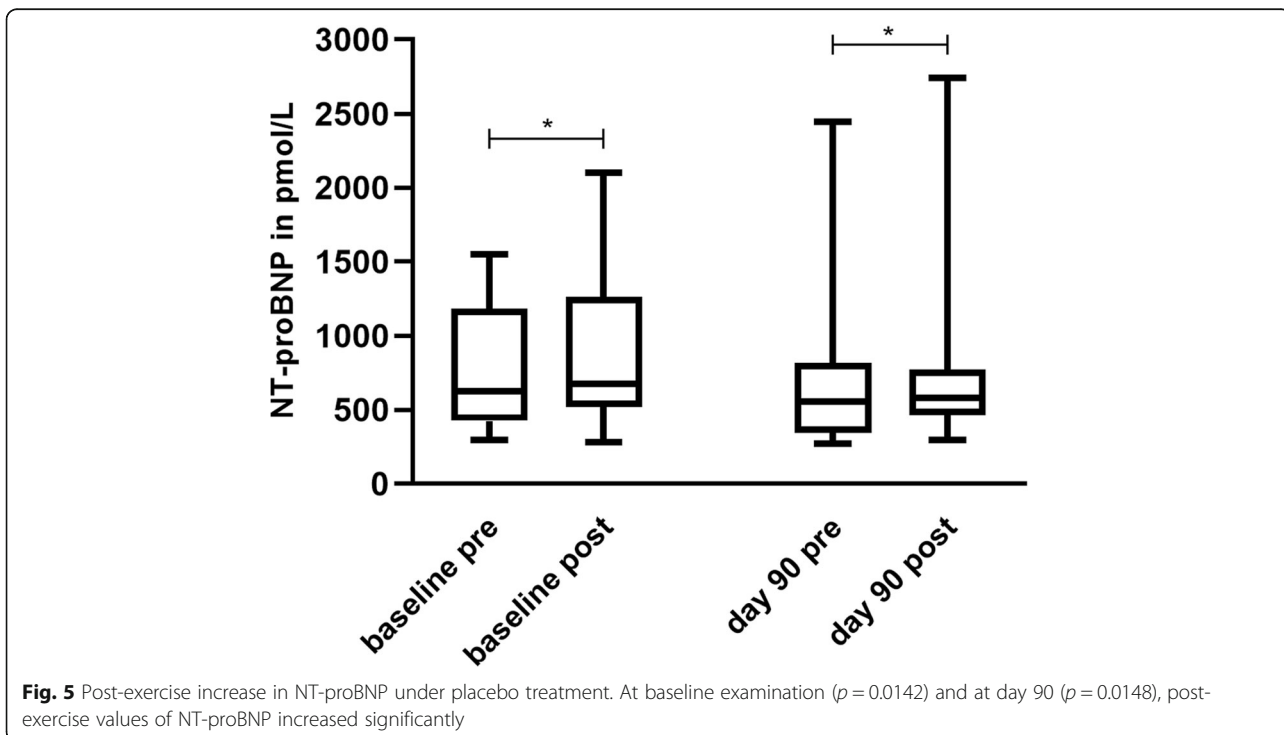 NT-proBNP in pmol/L
3000
2500
2000
1500
1000
500
0
*
*
baseline pre
baseline post
day 90 pre
day 90 post
Fig. 5 Post-exercise increase in NT-proBNP under placebo treatment. At baseline examination (p = 0.0142) and at day 90 (p = 0.0148), post-
exercise values of NT-proBNP increased significantly